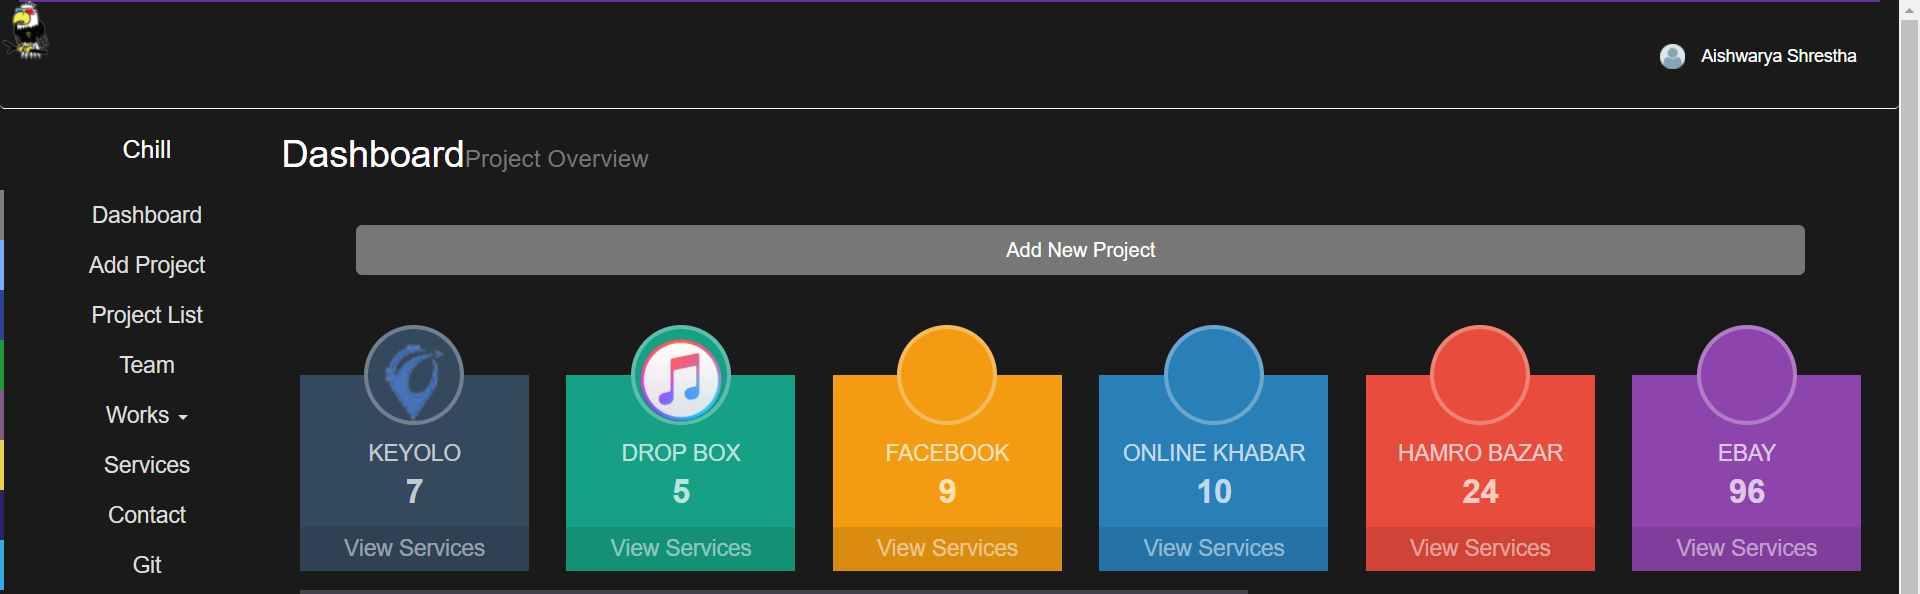 Aishwarya Shrestha
Chill
Dashboard
Add Project
Project List
Team
Works
Services
Contact
Git
Dashboard Project Overview
Add New Project
KEYOLO
7
View Services
DROP BOX
5
View Services
FACEBOOK
9
View Services
ONLINE KHABAR
10
View Services
HAMRO BAZAR
24
View Services
EBAY
96
View Services